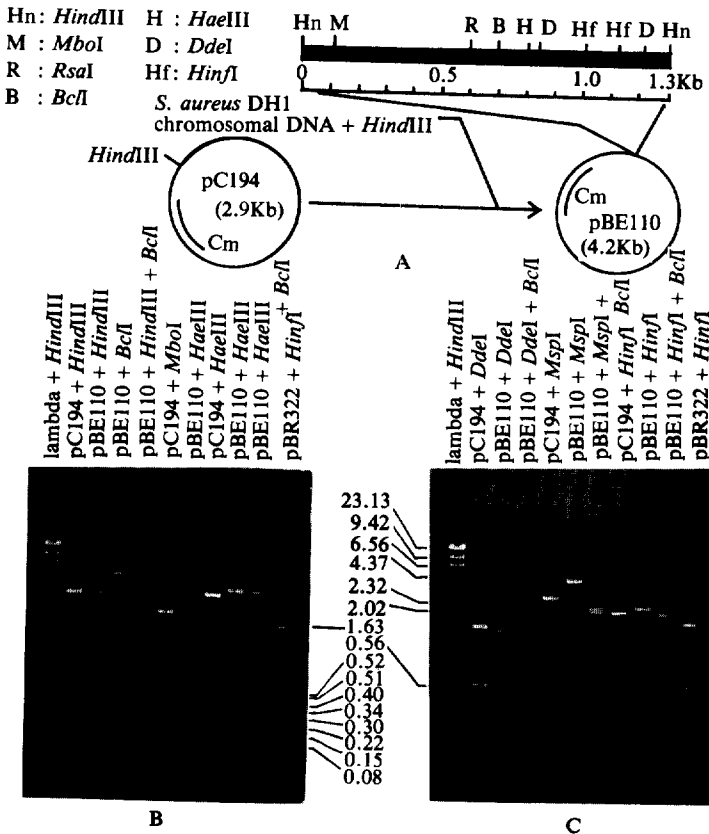 Hn: HindIII H : HaeIII
M : MboI D : DdeI
R : RsaI Hf: HinfI
B : BclI
Hn M R B H D Hf Hf D Hn
0 0.5 1.0 1.3Kb
S. aureus DH1
chromosomal DNA + HindIII
HindIII
pC194
(2.9Kb)
Cm
Cm
pBE110
(4.2Kb)
A
lambda + HindIII
pC194 + HindIII
pBE110 + HindIII
pBE110 + BclI
pBE110 + HindIII + BclI
pC194 + MboI
pBE110 + HaeIII
pC194 + HaeIII
pBE110 + HaeIII
pBE110 + HaeIII + BclI
pBR322 + HinfI
lambda + HindIII
pC194 + DdeI
pBE110 + DdeI
pBE110 + DdeI + BclI
pC194 + MspI
pBE110 + MspI
pBE110 + MspI + BclI
pC194 + HinfI
pBE110 + HinfI
pBE110 + HinfI + BclI
pBR322 + HinfI
23.13
9.42
6.56
4.37
2.32
2.02
1.63
0.56
0.52
0.51
0.40
0.34
0.30
0.22
0.15
0.08
B
C